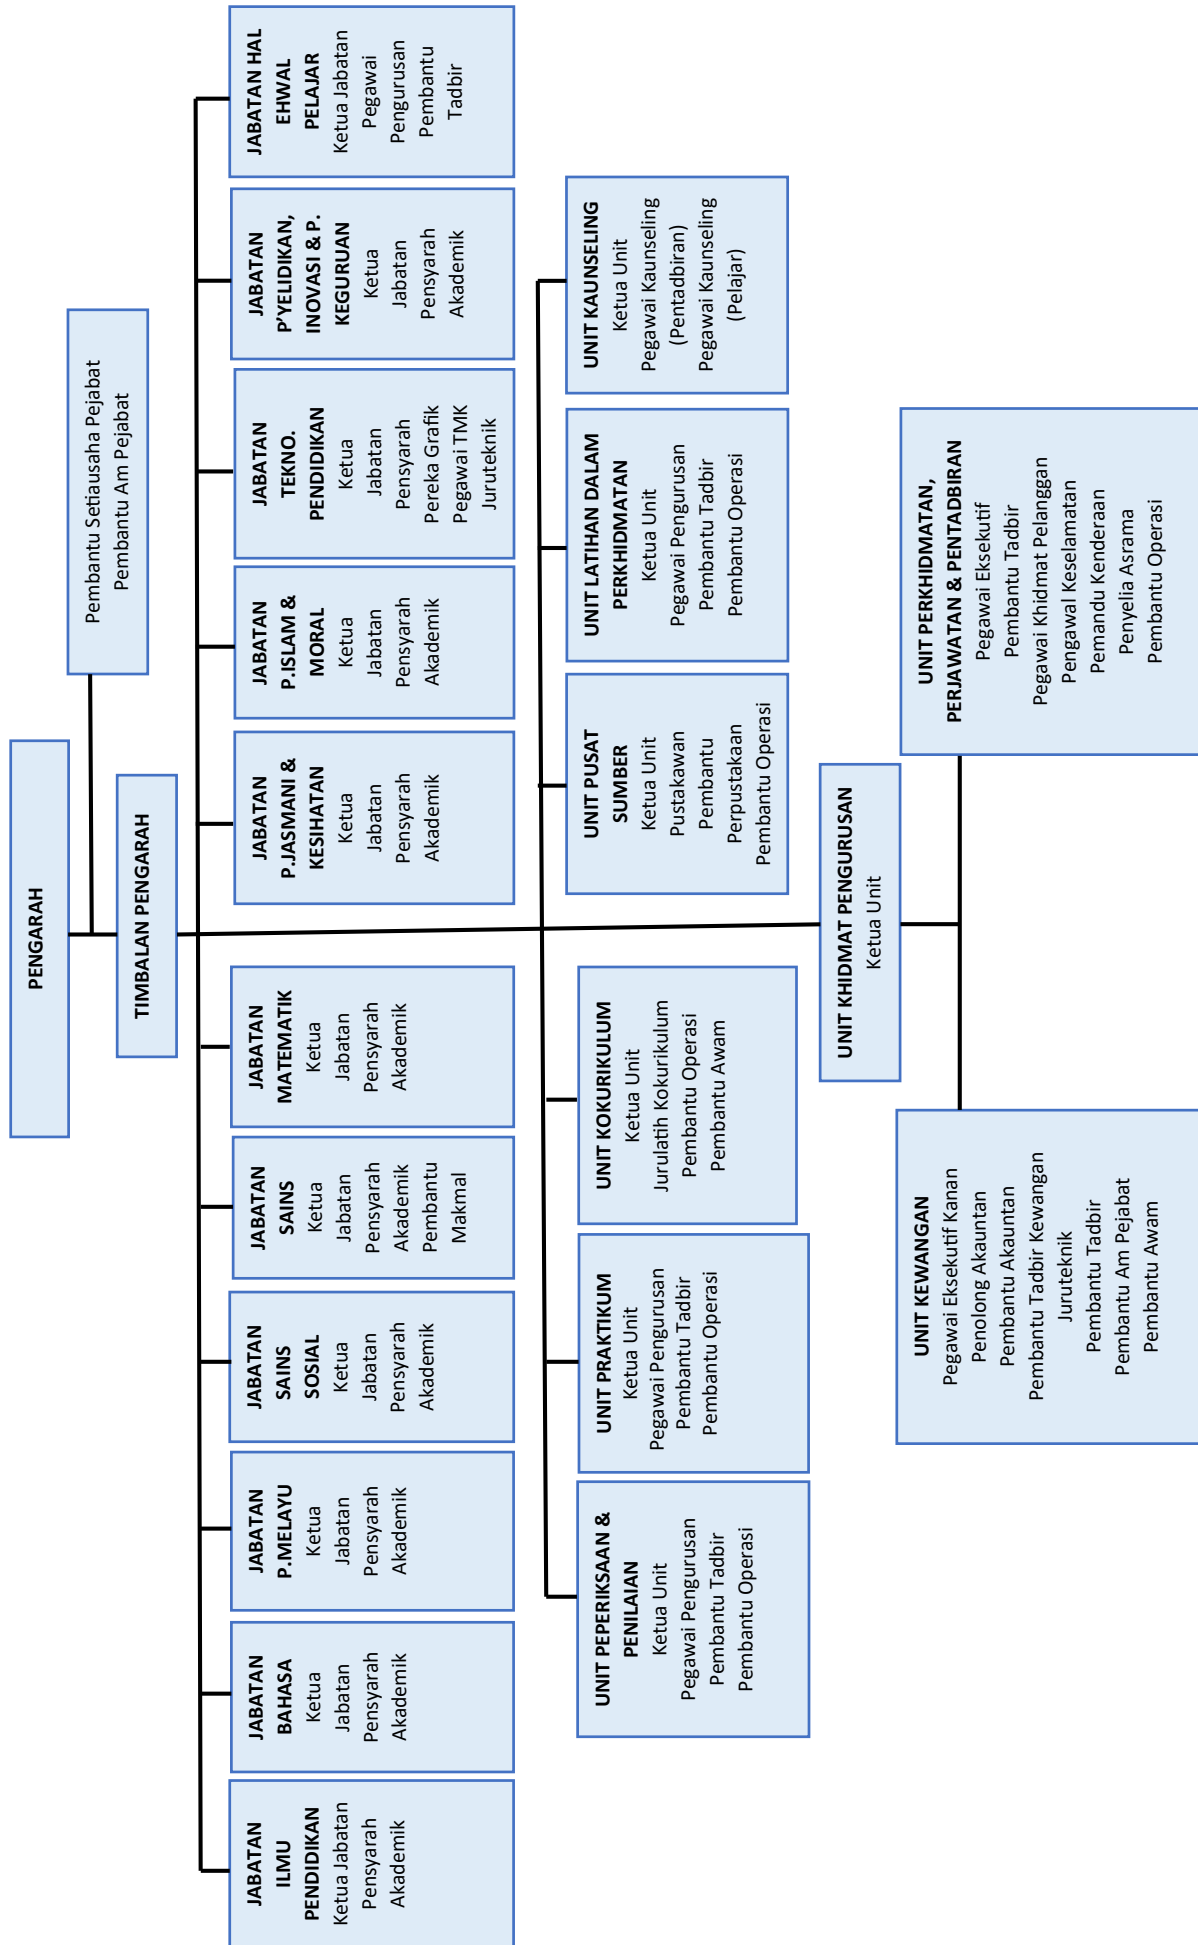 PENGARAH
Pembantu Setiausaha Pejabat
Pembantu Am Pejabat
TIMBALAN PENGARAH
JABATAN
ILMU
PENDIDIKAN
Ketua Jabatan
Pensyarah
Akademik
JABATAN
BAHASA
Ketua
Jabatan
Pensyarah
Akademik
JABATAN
P.MELAYU
Ketua
Jabatan
Pensyarah
Akademik
JABATAN
SAINS
SOSIAL
Ketua
Jabatan
Pensyarah
Akademik
JABATAN
SAINS
Ketua
Jabatan
Pensyarah
Akademik
Pembantu
Makmal
JABATAN
MATEMATIK
Ketua
Jabatan
Pensyarah
Akademik
JABATAN
P.JASMANI &
KESIHATAN
Ketua
Jabatan
Pensyarah
Akademik
JABATAN
P.ISLAM &
MORAL
Ketua
Jabatan
Pensyarah
Akademik
JABATAN
TEKNO.
PENDIDIKAN
Ketua
Jabatan
Pensyarah
Pereka Grafik
Pegawai TMK
Juruteknik
JABATAN
P'YELIDIKAN,
INOVASI & P.
KEGURUAN
Ketua
Jabatan
Pensyarah
Akademik
JABATAN HAL
EHWAL
PELAJAR
Ketua Jabatan
Pegawai
Pengurusan
Pembantu
Tadbir
UNIT PEPERIKSAAN &
PENILAIAN
Ketua Unit
Pegawai Pengurusan
Pembantu Tadbir
Pembantu Operasi
UNIT PRAKTIKUM
Ketua Unit
Pegawai Pengurusan
Pembantu Tadbir
Pembantu Operasi
UNIT KOKURIKULUM
Ketua Unit
Jurulatih Kokurikulum
Pembantu Operasi
Pembantu Awam
UNIT PUSAT
SUMBER
Ketua Unit
Pustakawan
Pembantu
Perpustakaan
Pembantu Operasi
UNIT LATIHAN DALAM
PERKHIDMATAN
Ketua Unit
Pegawai Pengurusan
Pembantu Tadbir
Pembantu Operasi
UNIT KAUNSELING
Ketua Unit
Pegawai Kaunseling
(Pentadbiran)
Pegawai Kaunseling
(Pelajar)
UNIT KHIDMAT PENGURUSAN
Ketua Unit
UNIT KEWANGAN
Pegawai Eksekutif Kanan
Penolong Akauntan
Pembantu Akauntan
Pembantu Tadbir Kewangan
Juruteknik
Pembantu Tadbir
Pembantu Am Pejabat
Pembantu Awam
UNIT PERKHIDMATAN,
PERJAWATAN & PENTADBIRAN
Pegawai Eksekutif
Pembantu Tadbir
Pegawai Khidmat Pelanggan
Pengawal Keselamatan
Pemandu Kenderaan
Penyelia Asrama
Pembantu Operasi